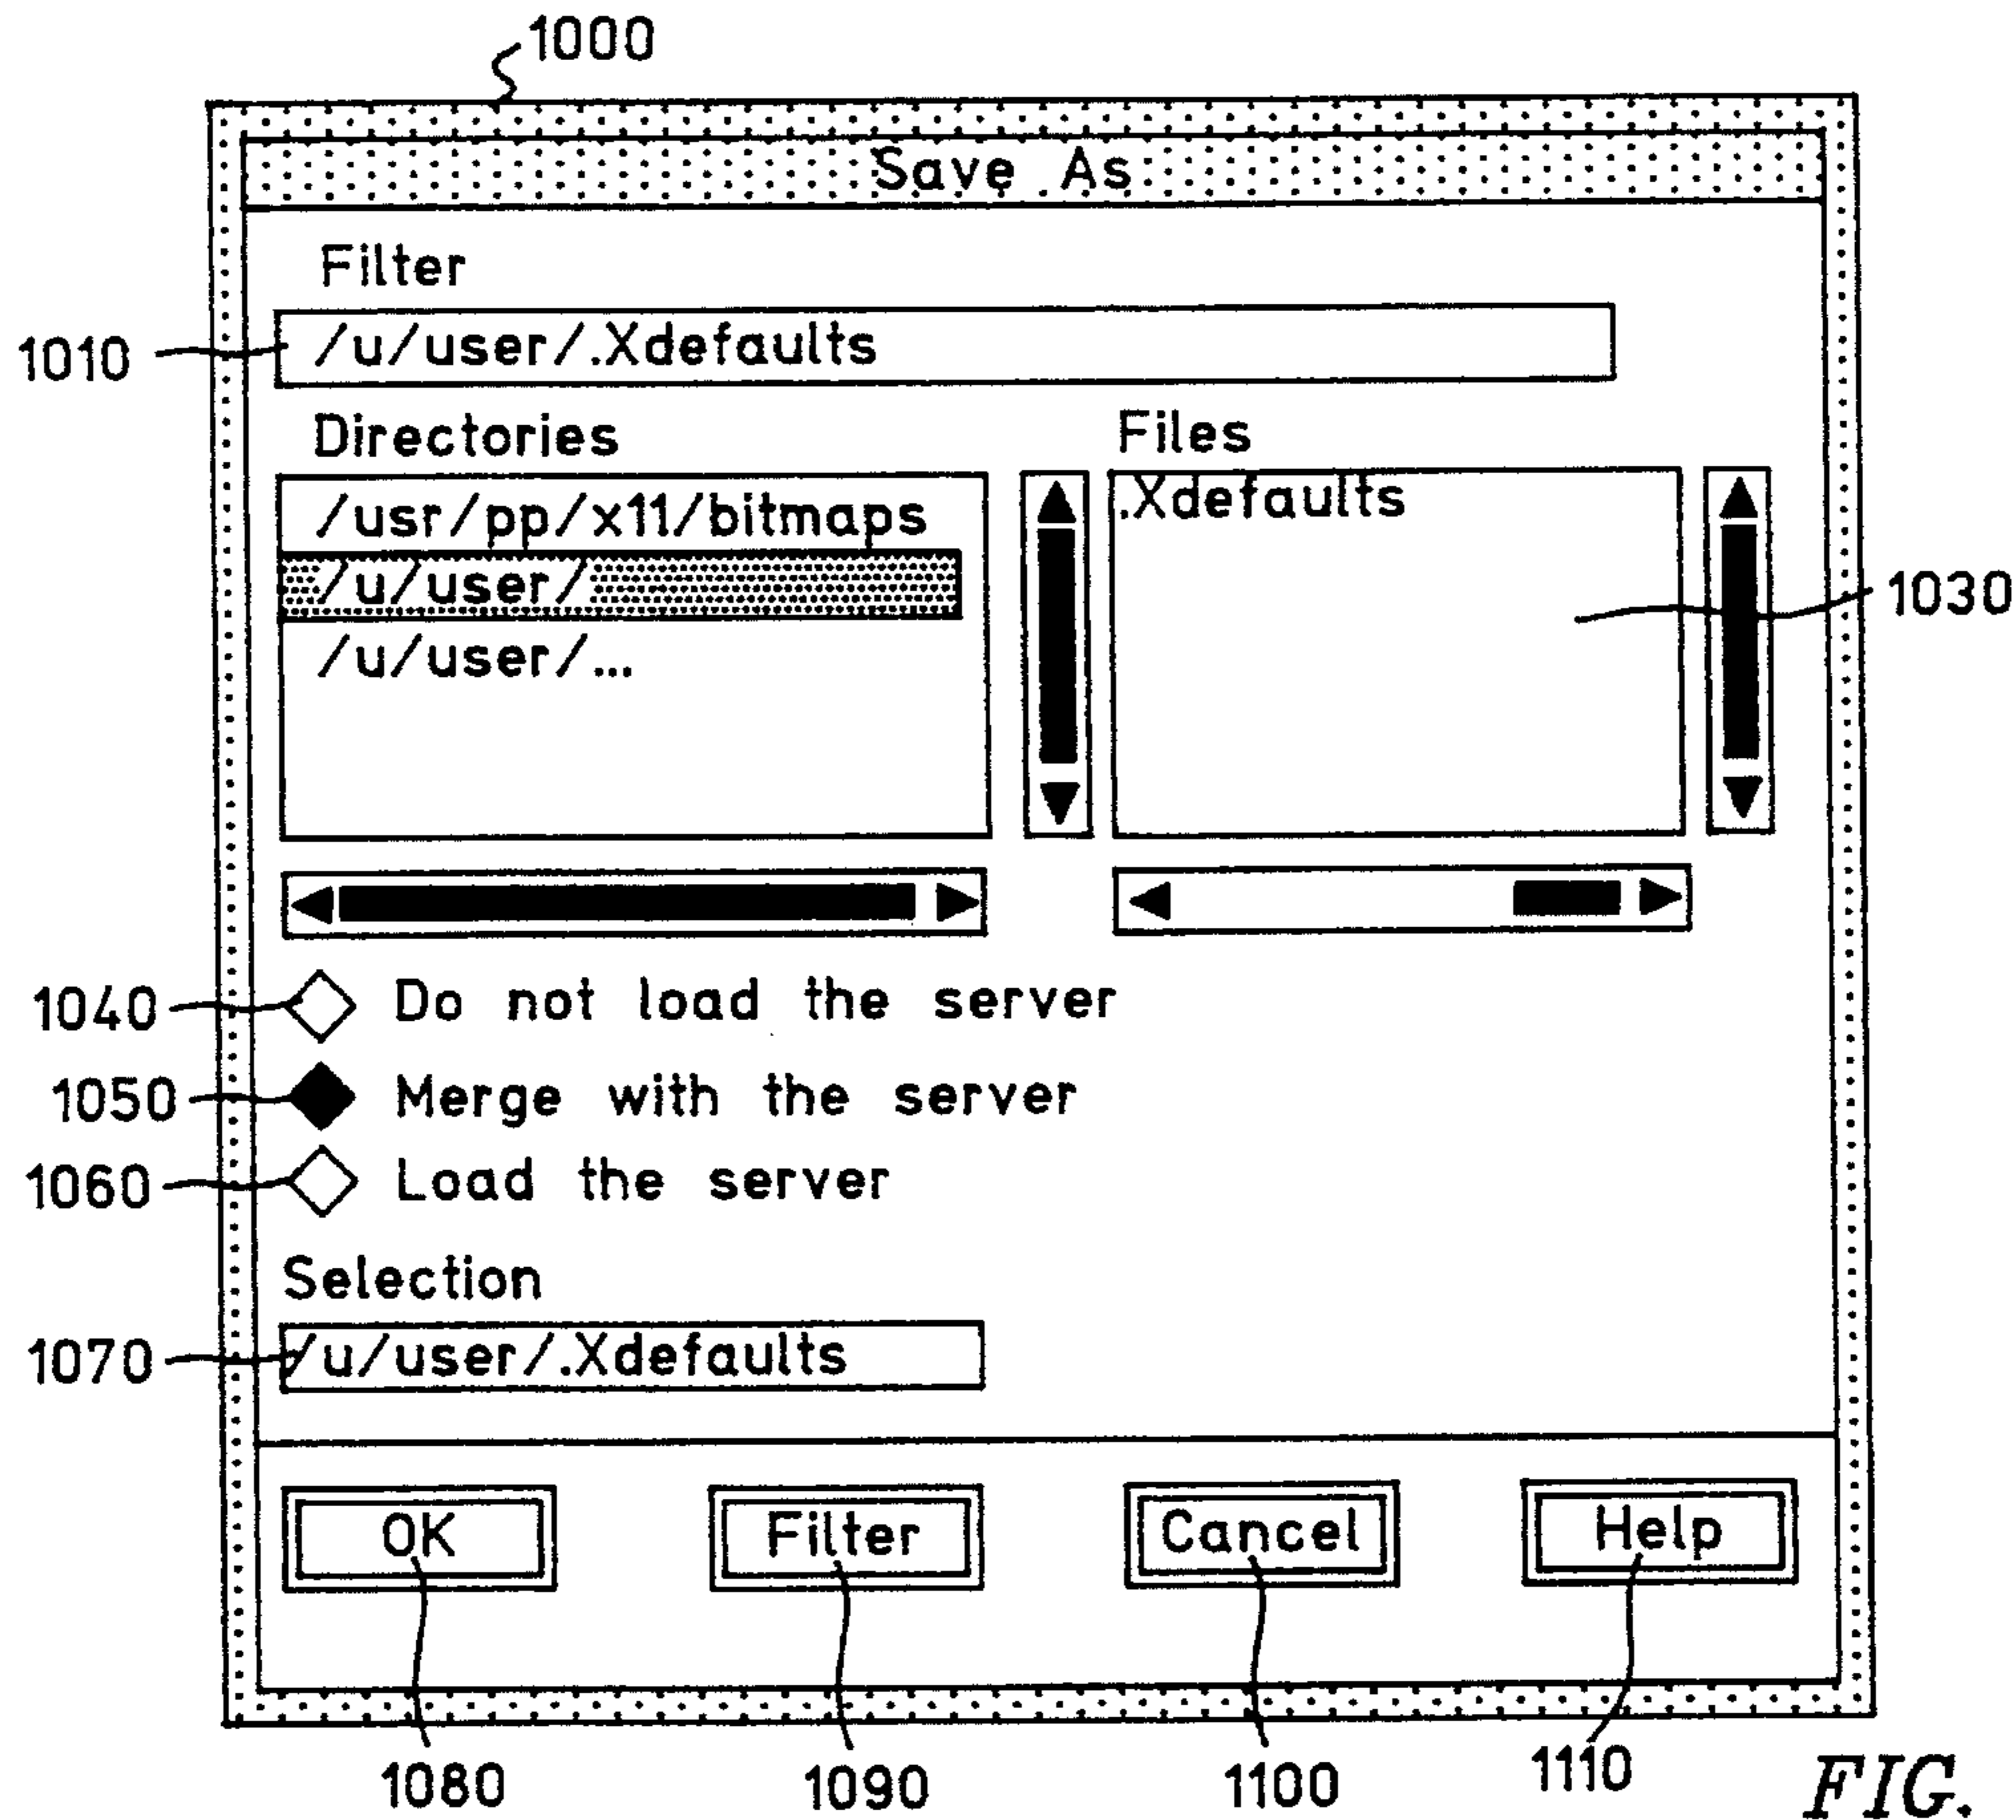 1000
Save As
Filter
1010
/u/user/.Xdefaults
Directories
Files
/usr/pp/x11/bitmaps
.Xdefaults
/u/user/
1030
/u/user/...
1040
Do not load the server
1050
Merge with the server
1060
Load the server
Selection
1070
/u/user/.Xdefaults
OK
Filter
Cancel
Help
1080
1090
1100
1110
FIG.